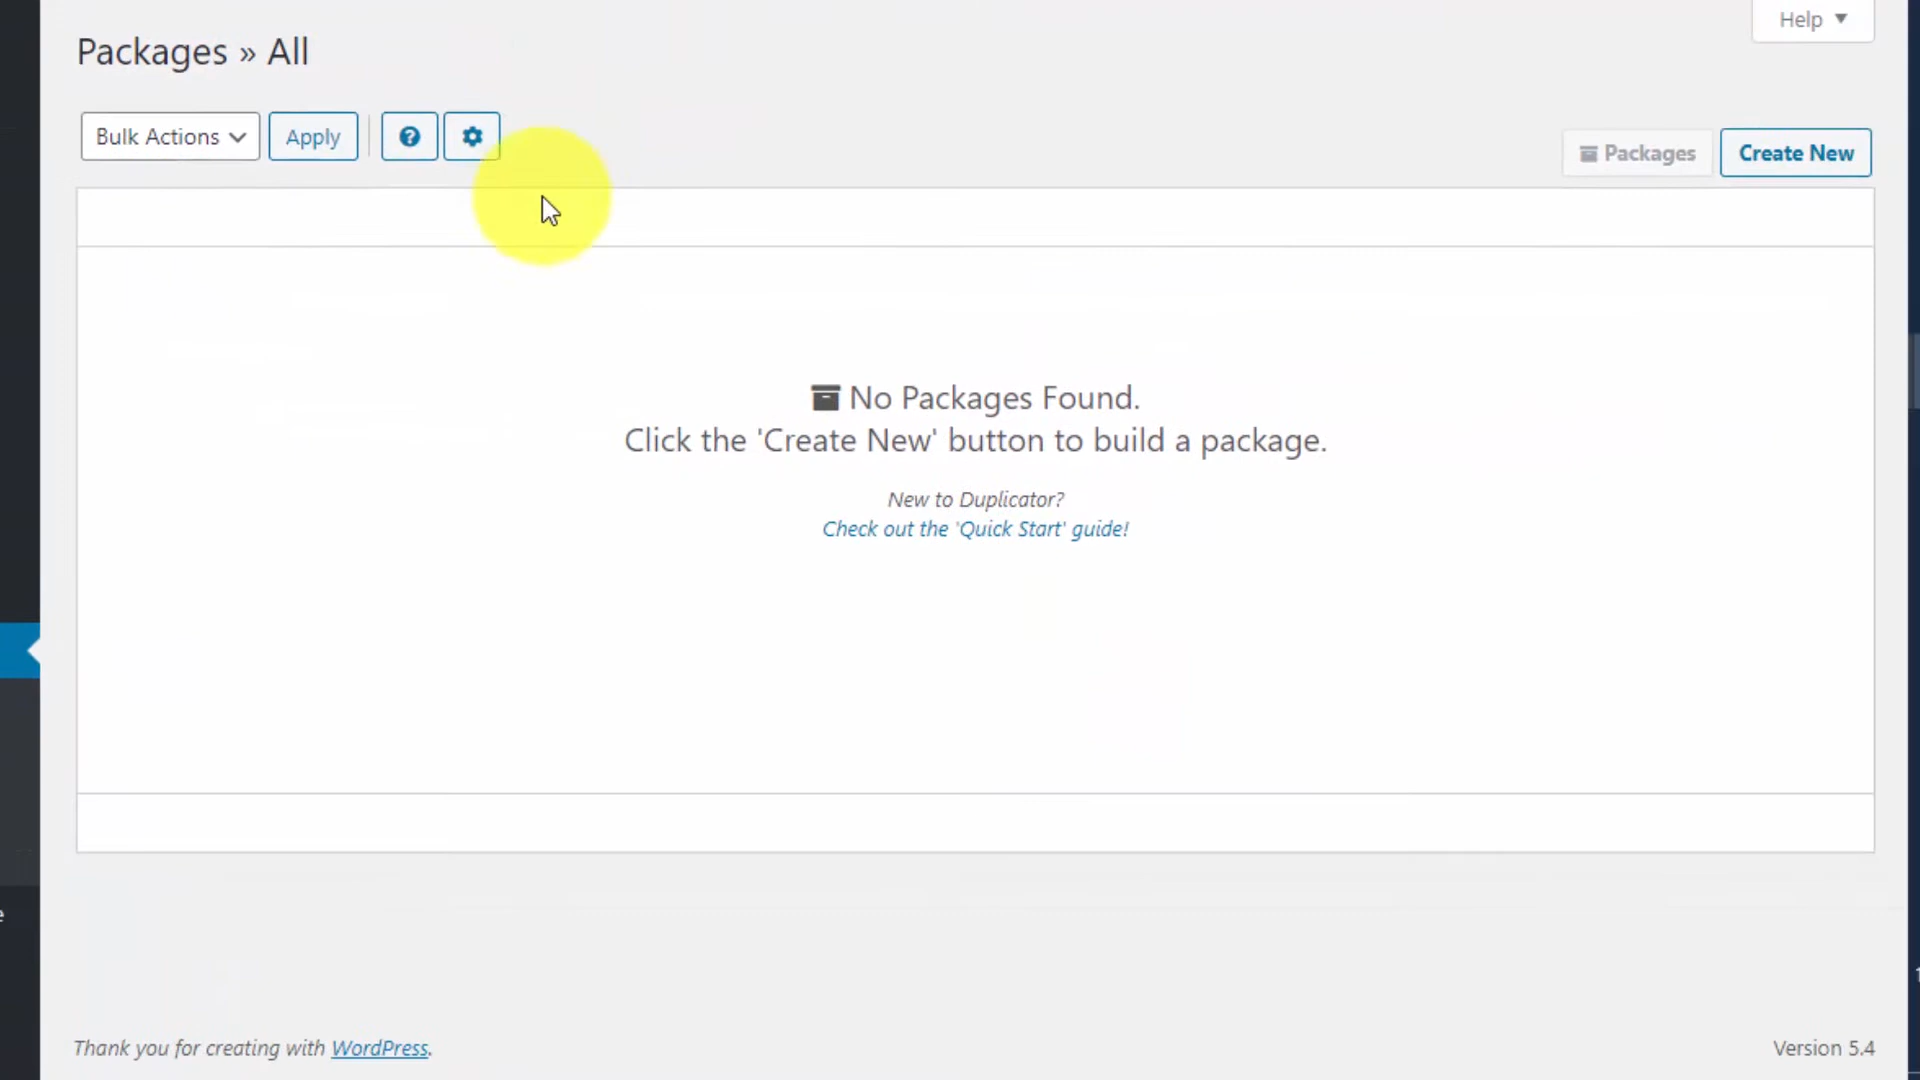 Help
Packages » All
Bulk Actions
Apply
Packages
Create New
No Packages Found.
Click the 'Create New' button to build a package.
New to Duplicator?
Check out the 'Quick Start' guide!
e
Thank you for creating with WordPress.
Version 5.4